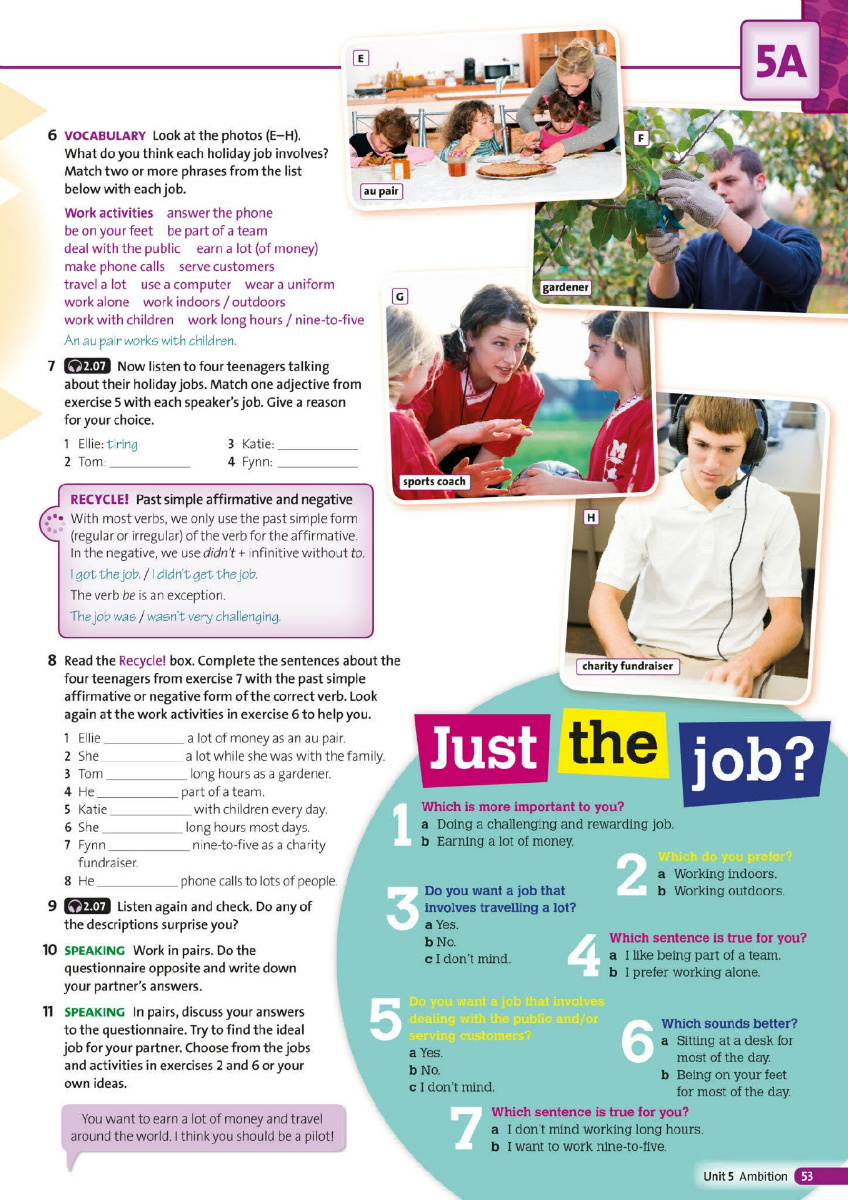 5A
E
au pair
F
gardener
G
sports coach
H
charity fundraiser
6 VOCABULARY Look at the photos (E–H).
What do you think each holiday job involves?
Match two or more phrases from the list
below with each job.
Work activities answer the phone
be on your feet be part of a team
deal with the public earn a lot (of money)
make phone calls serve customers
travel a lot use a computer wear a uniform
work alone work indoors / outdoors
work with children work long hours / nine-to-five
An au pair works with children.
7 2.07 Now listen to four teenagers talking
about their holiday jobs. Match one adjective from
exercise 5 with each speaker's job. Give a reason
for your choice.
1 Ellie: tiring 3 Katie: ____________
2 Tom: ____________ 4 Fynn: ____________
RECYCLE! Past simple affirmative and negative
With most verbs, we only use the past simple form
(regular or irregular) of the verb for the affirmative.
In the negative, we use didn't + infinitive without to.
I got the job. / I didn't get the job.
The verb be is an exception.
The job was / wasn't very challenging.
8 Read the Recycle! box. Complete the sentences about the
four teenagers from exercise 7 with the past simple
affirmative or negative form of the correct verb. Look
again at the work activities in exercise 6 to help you.
1 Ellie ____________ a lot of money as an au pair.
2 She ____________ a lot while she was with the family.
3 Tom ____________ long hours as a gardener.
4 He ____________ part of a team.
5 Katie ____________ with children every day.
6 She ____________ long hours most days.
7 Fynn ____________ nine-to-five as a charity
fundraiser.
8 He ____________ phone calls to lots of people.
9 2.07 Listen again and check. Do any of
the descriptions surprise you?
10 SPEAKING Work in pairs. Do the
questionnaire opposite and write down
your partner's answers.
11 SPEAKING In pairs, discuss your answers
to the questionnaire. Try to find the ideal
job for your partner. Choose from the jobs
and activities in exercises 2 and 6 or your
own ideas.
You want to earn a lot of money and travel
around the world. I think you should be a pilot!
Just the job?
1 Which is more important to you?
a Doing a challenging and rewarding job.
b Earning a lot of money.
2 Which do you prefer?
a Working indoors.
b Working outdoors.
3 Do you want a job that
involves travelling a lot?
a Yes.
b No.
c I don't mind.
4 Which sentence is true for you?
a I like being part of a team.
b I prefer working alone.
5 Do you want a job that involves
dealing with the public and/or
serving customers?
a Yes.
b No.
c I don't mind.
6 Which sounds better?
a Sitting at a desk for
most of the day.
b Being on your feet
for most of the day.
7 Which sentence is true for you?
a I don't mind working long hours.
b I want to work nine-to-five.
Unit 5 Ambition 53